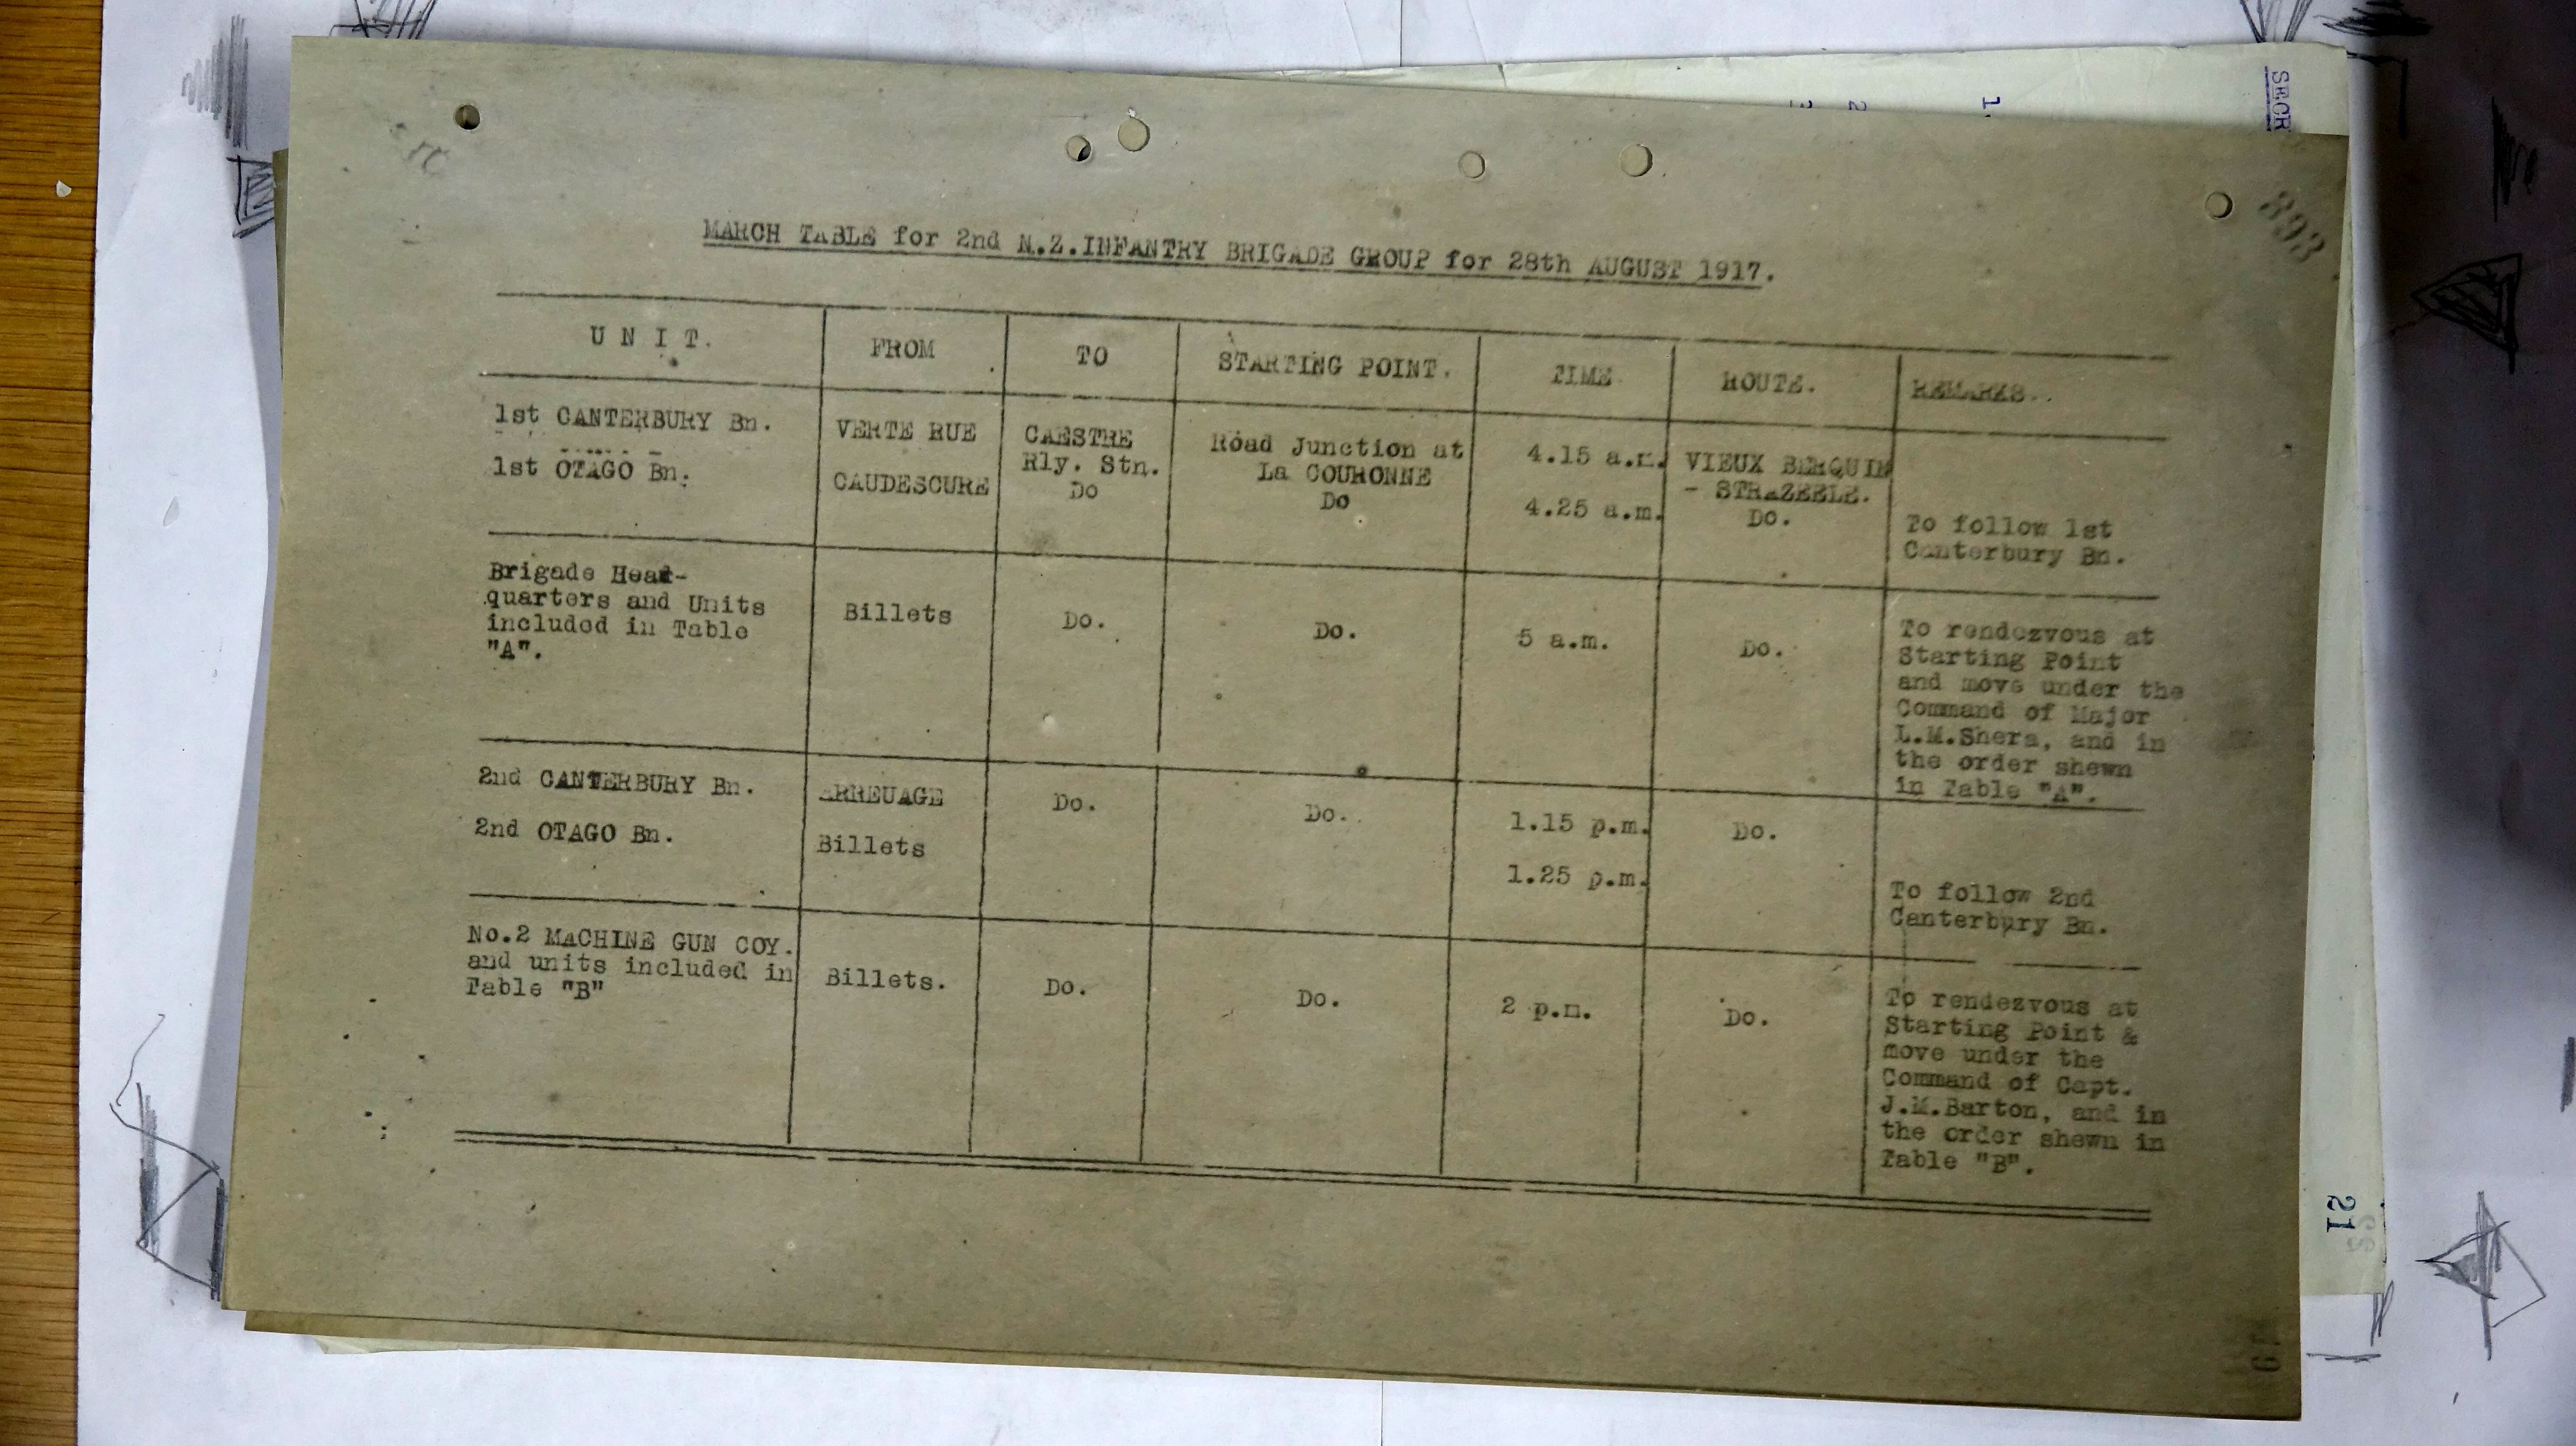 SECR
1.
2
3
893
MARCH TABLE for 2nd N.Z.INFANTRY BRIGADE GROUP for 28th AUGUST 1917.
U N I T. FROM TO STARTING POINT. TIME ROUTE. REMARKS..
1st CANTERBURY Bn. VERTE RUE CAESTRE Rly. Stn. Road Junction at La COURONNE 4.15 a.m. VIEUX BERQUIN - STRAZEELE.
1st OTAGO Bn. CAUDESCURE Do Do 4.25 a.m. Do. To follow 1st
Canterbury Bn.
Brigade Head-
quarters and Units
included in Table
"A".
Billets Do. Do. 5 a.m. Do.
To rendezvous at
Starting Point
and move under the
Command of Major
L.M.Shera, and in
the order shewn
in Table "A".
2nd CANTERBURY Bn. ARREUAGE Do. Do. 1.15 p.m. Do.
2nd OTAGO Bn. Billets 1.25 p.m.
To follow 2nd
Canterbury Bn.
No.2 MACHINE GUN COY.
and units included in
Table "B"
Billets. Do. Do. 2 p.m. Do.
To rendezvous at
Starting Point &
move under the
Command of Capt.
J.M.Barton, and in
the order shewn in
Table "B".
21